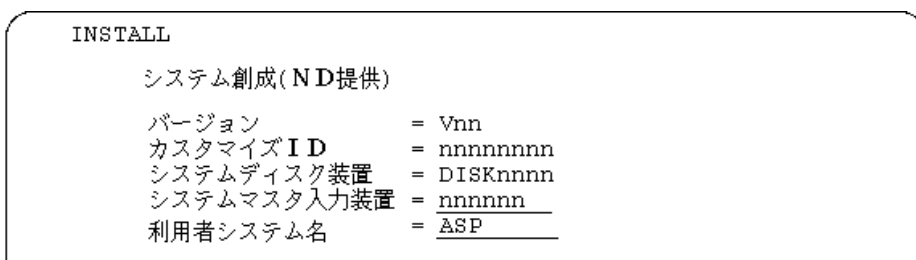 INSTALL
システム創成(ＮＤ提供)
バージョン = Vnn
カスタマイズＩＤ = nnnnnnnn
システムディスク装置 = DISKnnnn
システムマスタ入力装置 = nnnnnn
利用者システム名 = ASP